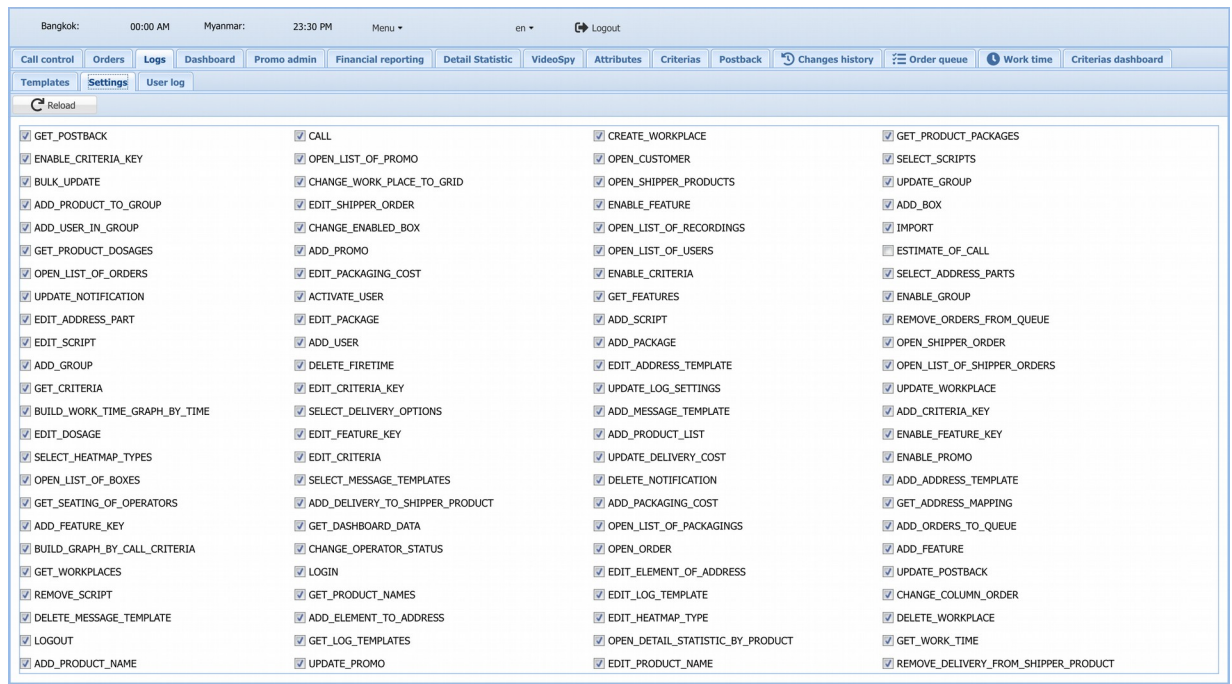 Bangkok: 00:00 AM Myanmar: 23:30 PM Menu en Logout
Call control Orders Logs Dashboard Promo admin Financial reporting Detail Statistic VideoSpy Attributes Criterias Postback Changes history Order queue Work time Criterias dashboard
Templates Settings User log
Reload
GET_POSTBACK CALL CREATE_WORKPLACE GET_PRODUCT_PACKAGES
ENABLE_CRITERIA_KEY OPEN_LIST_OF_PROMO OPEN_CUSTOMER SELECT_SCRIPTS
BULK_UPDATE CHANGE_WORK_PLACE_TO_GRID OPEN_SHIPPER_PRODUCTS UPDATE_GROUP
ADD_PRODUCT_TO_GROUP EDIT_SHIPPER_ORDER ENABLE_FEATURE ADD_BOX
ADD_USER_IN_GROUP CHANGE_ENABLED_BOX OPEN_LIST_OF_RECORDINGS IMPORT
GET_PRODUCT_DOSAGES ADD_PROMO OPEN_LIST_OF_USERS ESTIMATE_OF_CALL
OPEN_LIST_OF_ORDERS EDIT_PACKAGING_COST ENABLE_CRITERIA SELECT_ADDRESS_PARTS
UPDATE_NOTIFICATION ACTIVATE_USER GET_FEATURES ENABLE_GROUP
EDIT_ADDRESS_PART EDIT_PACKAGE ADD_SCRIPT REMOVE_ORDERS_FROM_QUEUE
EDIT_SCRIPT ADD_USER ADD_PACKAGE OPEN_SHIPPER_ORDER
ADD_GROUP DELETE_FIRETIME EDIT_ADDRESS_TEMPLATE OPEN_LIST_OF_SHIPPER_ORDERS
GET_CRITERIA EDIT_CRITERIA_KEY UPDATE_LOG_SETTINGS UPDATE_WORKPLACE
BUILD_WORK_TIME_GRAPH_BY_TIME SELECT_DELIVERY_OPTIONS ADD_MESSAGE_TEMPLATE ADD_CRITERIA_KEY
EDIT_DOSAGE EDIT_FEATURE_KEY ADD_PRODUCT_LIST ENABLE_FEATURE_KEY
SELECT_HEATMAP_TYPES EDIT_CRITERIA UPDATE_DELIVERY_COST ENABLE_PROMO
OPEN_LIST_OF_BOXES SELECT_MESSAGE_TEMPLATES DELETE_NOTIFICATION ADD_ADDRESS_TEMPLATE
GET_SEATING_OF_OPERATORS ADD_DELIVERY_TO_SHIPPER_PRODUCT ADD_PACKAGING_COST GET_ADDRESS_MAPPING
ADD_FEATURE_KEY GET_DASHBOARD_DATA OPEN_LIST_OF_PACKAGINGS ADD_ORDERS_TO_QUEUE
BUILD_GRAPH_BY_CALL_CRITERIA CHANGE_OPERATOR_STATUS OPEN_ORDER ADD_FEATURE
GET_WORKPLACES LOGIN EDIT_ELEMENT_OF_ADDRESS UPDATE_POSTBACK
REMOVE_SCRIPT GET_PRODUCT_NAMES EDIT_LOG_TEMPLATE CHANGE_COLUMN_ORDER
DELETE_MESSAGE_TEMPLATE ADD_ELEMENT_TO_ADDRESS EDIT_HEATMAP_TYPE DELETE_WORKPLACE
LOGOUT GET_LOG_TEMPLATES OPEN_DETAIL_STATISTIC_BY_PRODUCT GET_WORK_TIME
ADD_PRODUCT_NAME UPDATE_PROMO EDIT_PRODUCT_NAME REMOVE_DELIVERY_FROM_SHIPPER_PRODUCT